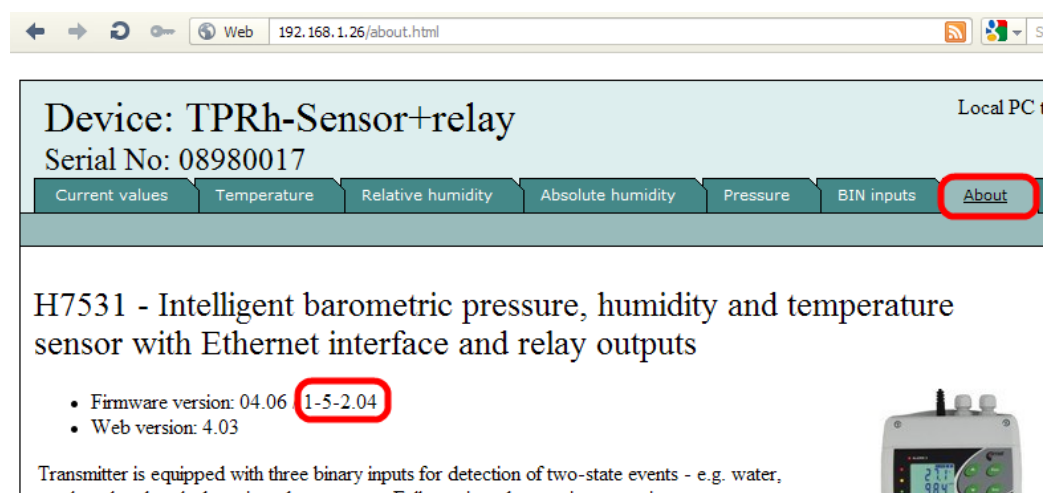 Web 192.168.1.26/about.html
Device: TPRh-Sensor+relay
Local PC
Serial No: 08980017
Current values Temperature Relative humidity Absolute humidity Pressure BIN inputs About
H7531 - Intelligent barometric pressure, humidity and temperature
sensor with Ethernet interface and relay outputs
• Firmware version: 04.06 / 1-5-2.04
• Web version: 4.03
Transmitter is equipped with three binary inputs for detection of two-state events - e.g. water,